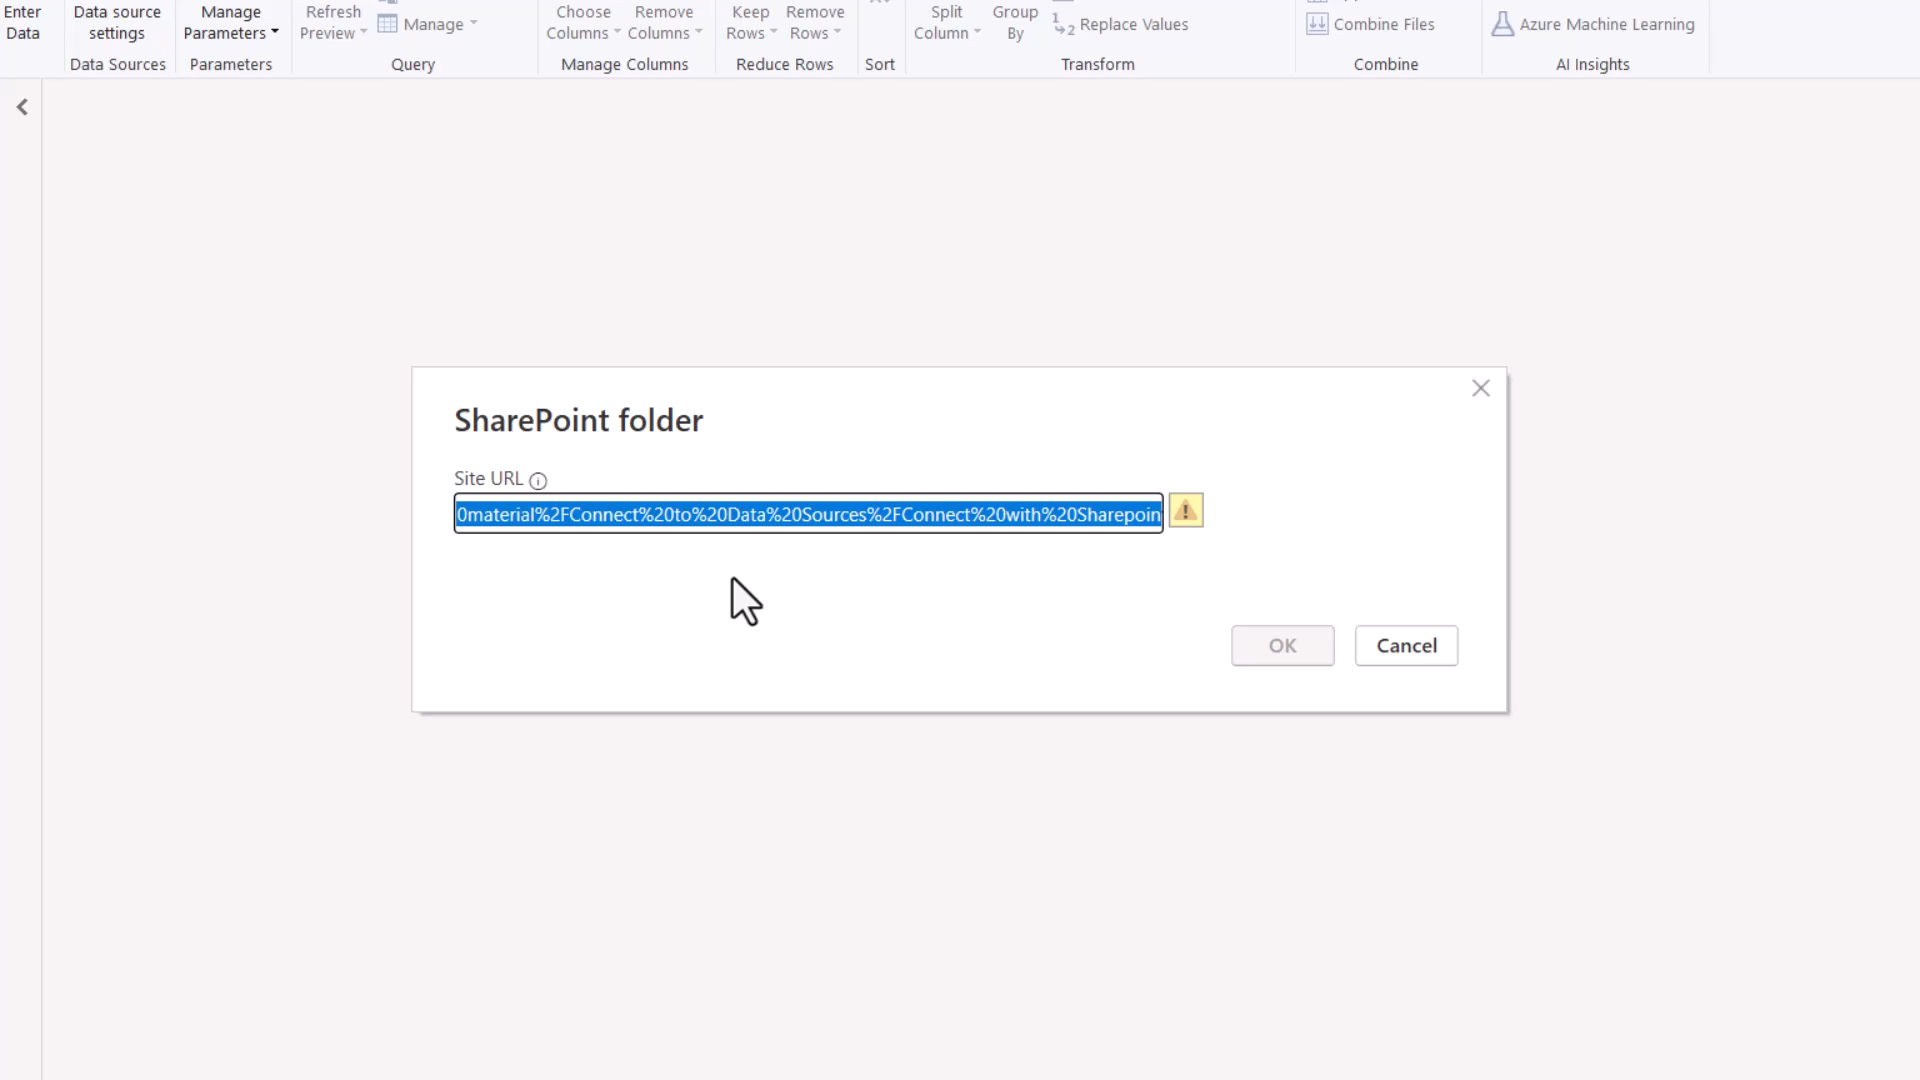 Enter
Data
Data source
settings
Data Sources
Manage
Parameters
Parameters
Refresh
Preview
Manage
Query
Choose
Columns
Remove
Columns
Manage Columns
Keep
Rows
Remove
Rows
Reduce Rows
Sort
Split
Column
Group
By
1
2 Replace Values
Transform
Combine Files
Combine
Azure Machine Learning
AI Insights
SharePoint folder
Site URL
0material%2FConnect%20to%20Data%20Sources%2FConnect%20with%20Sharepoin
OK
Cancel